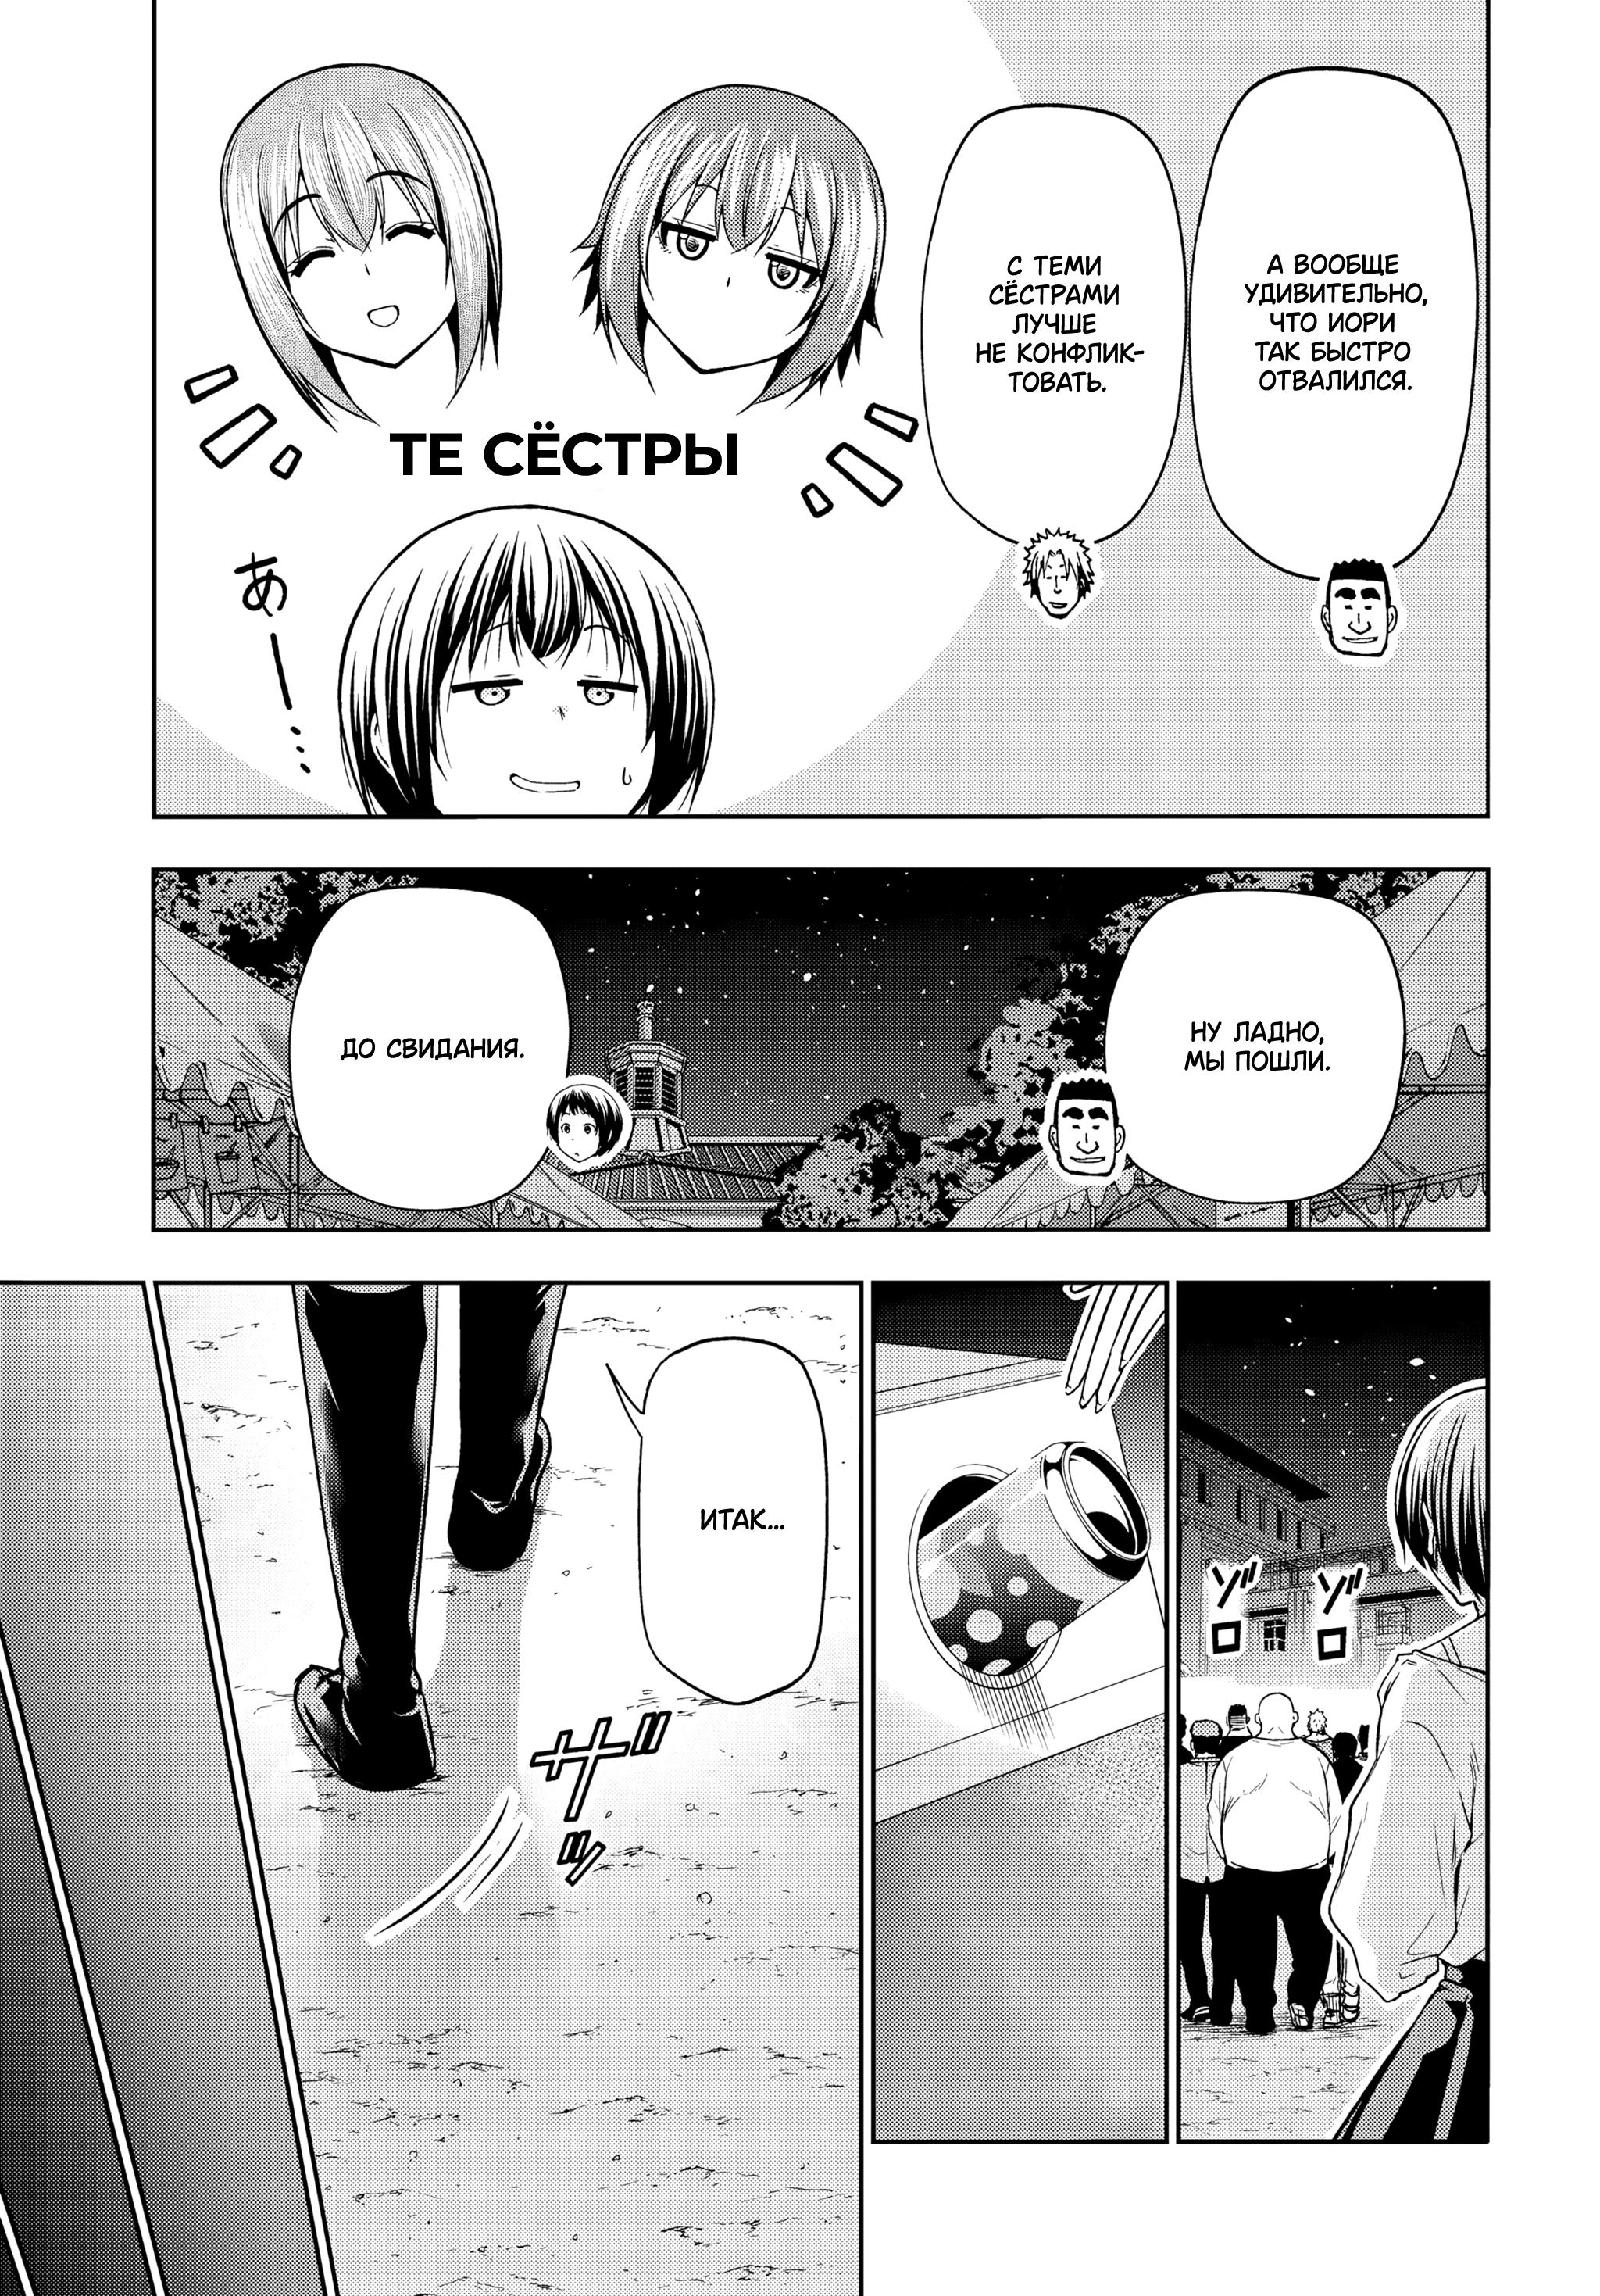 А ВООБЩЕ
УДИВИТЕЛЬНО,
ЧТО ИОРИ
ТАК БЫСТРО
ОТВАЛИЛСЯ.
С ТЕМИ
СЁСТРАМИ
ЛУЧШЕ
НЕ КОНФЛИК-
ТОВАТЬ.
ТЕ СЁСТРЫ
あー…
НУ ЛАДНО,
МЫ ПОШЛИ.
ДО СВИДАНИЯ.
ゾロ
ゾロ
ИТАК...
ザッ